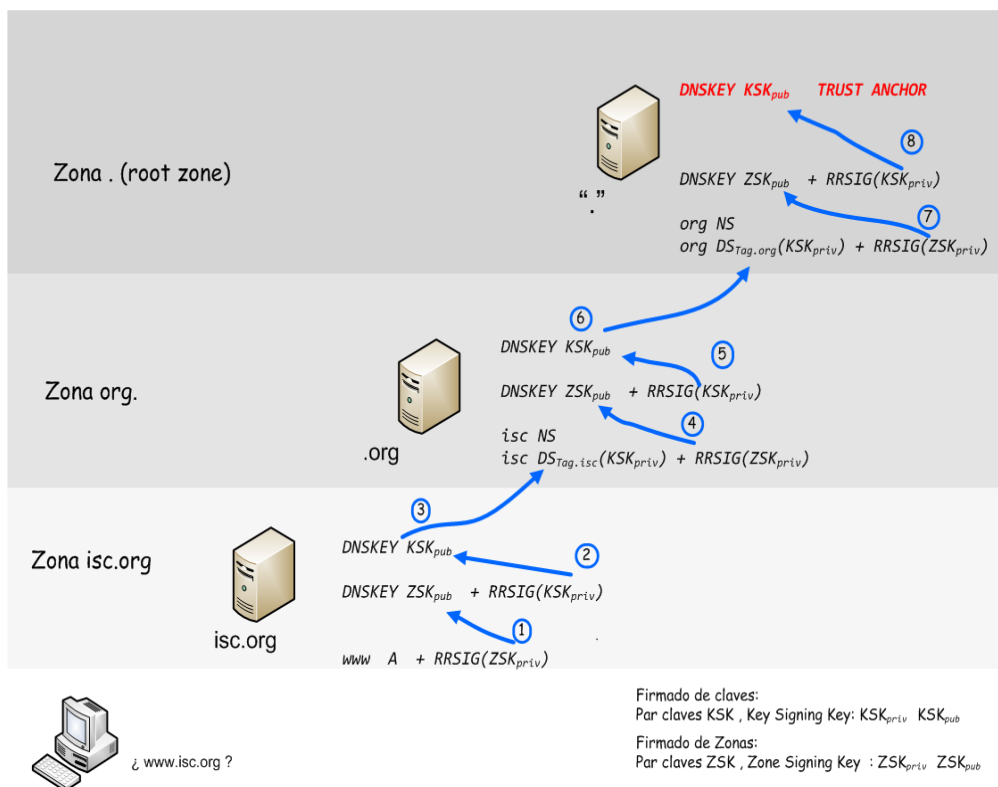 DNSKEY KSKpub TRUST ANCHOR
8
Zona . (root zone)
DNSKEY ZSKpub + RRSIG(KSKpriv)
“.”
7
org NS
org DSTag.org(KSKpriv) + RRSIG(ZSKpriv)
6
DNSKEY KSKpub
5
Zona org.
DNSKEY ZSKpub + RRSIG(KSKpriv)
4
isc NS
.org
isc DSTag.isc(KSKpriv) + RRSIG(ZSKpriv)
3
DNSKEY KSKpub
2
Zona isc.org
DNSKEY ZSKpub + RRSIG(KSKpriv)
1
isc.org
www A + RRSIG(ZSKpriv)
¿ www.isc.org ?
Firmado de claves:
Par claves KSK , Key Signing Key: KSKpriv KSKpub
Firmado de Zonas:
Par claves ZSK , Zone Signing Key : ZSKpriv ZSKpub